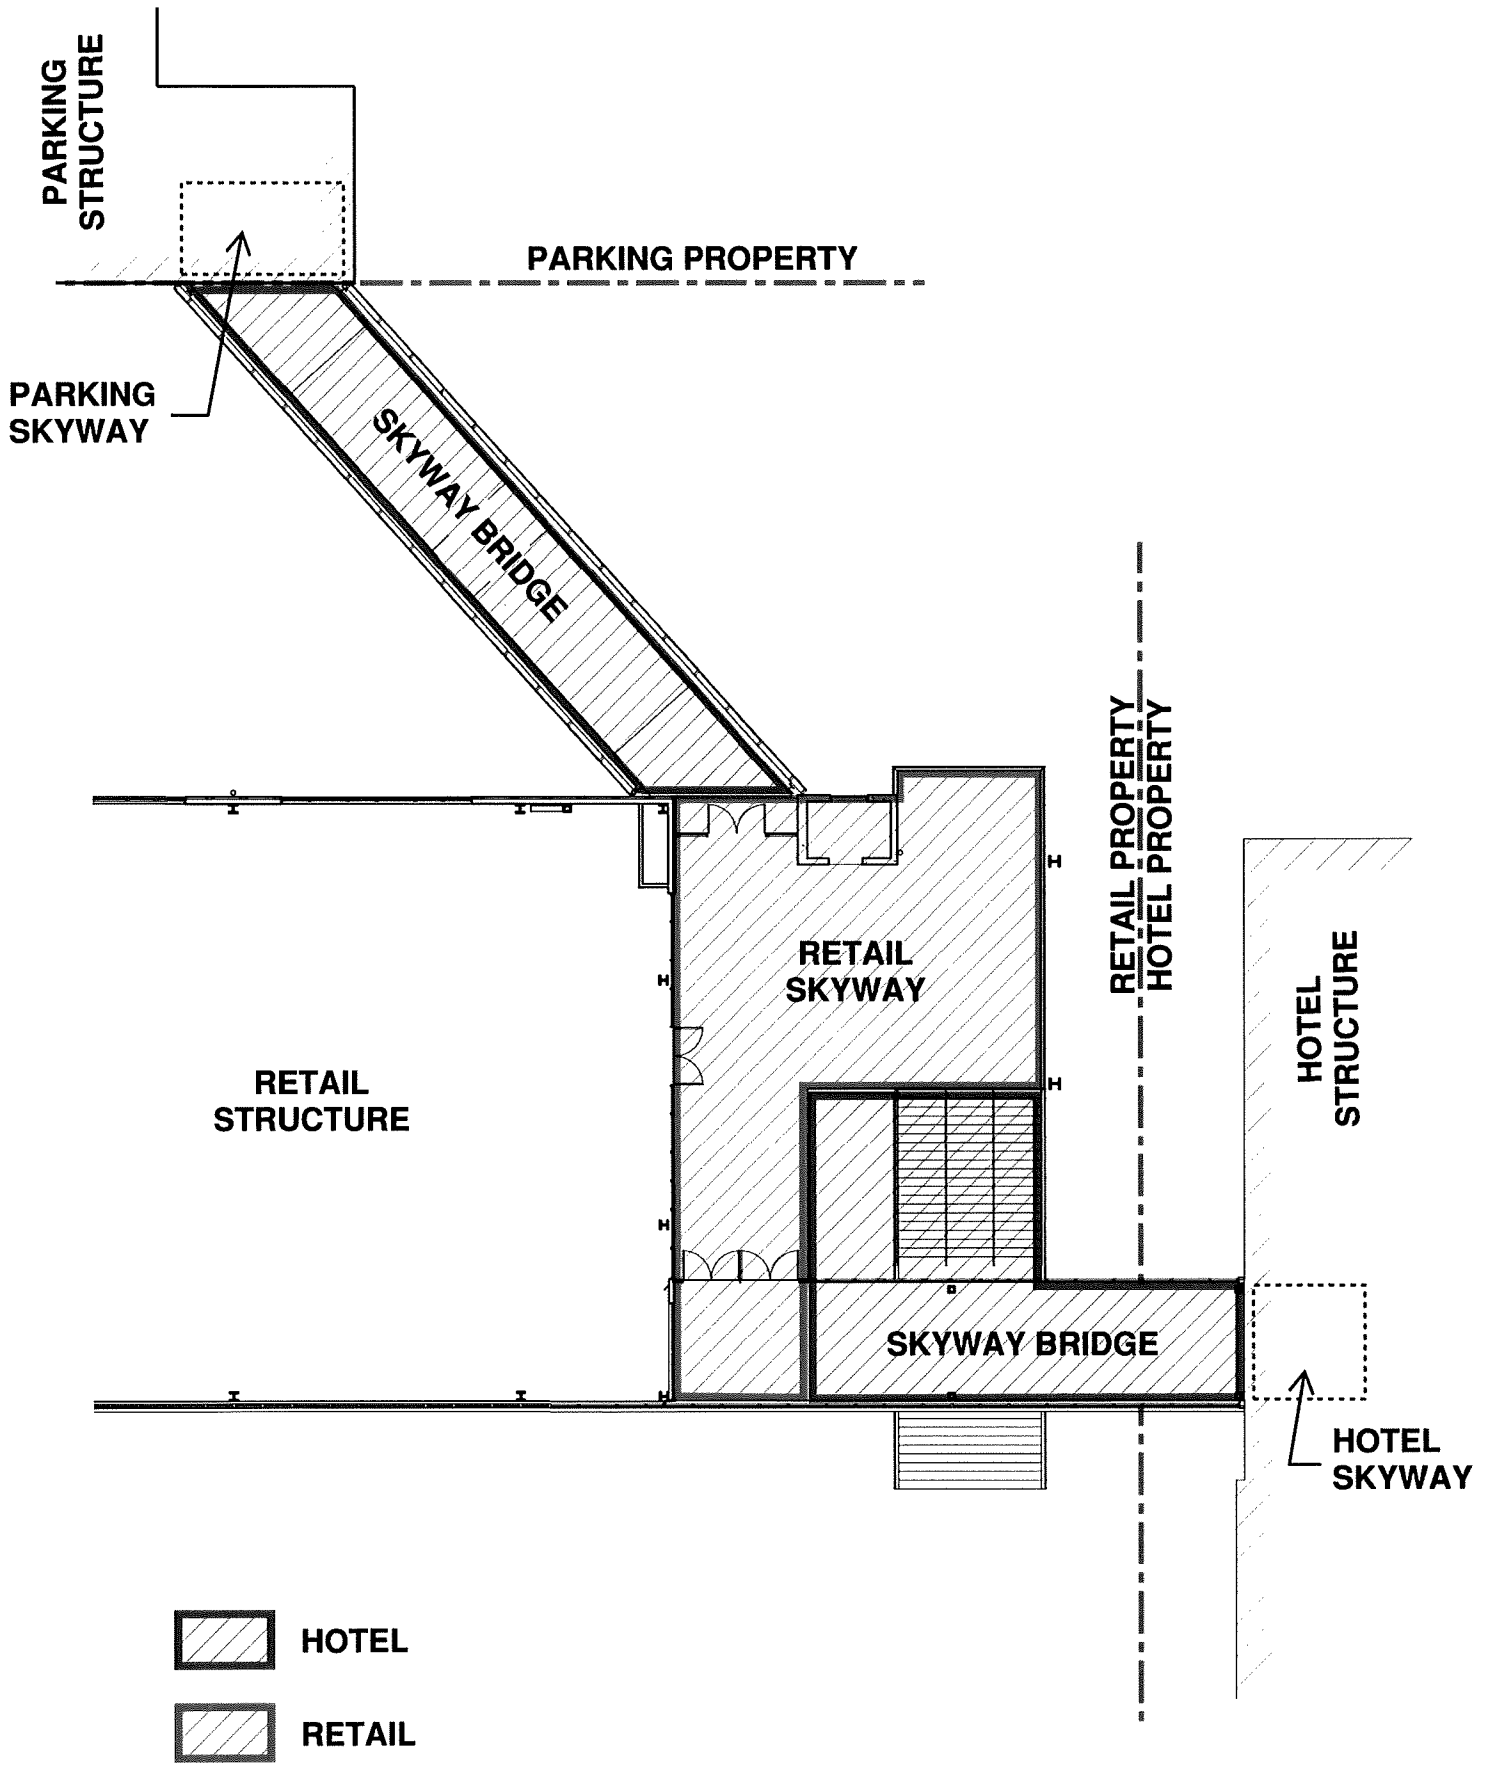 PARKING
STRUCTURE
PARKING PROPERTY
PARKING
SKYWAY
SKYWAY BRIDGE
RETAIL PROPERTY
HOTEL PROPERTY
RETAIL
SKYWAY
HOTEL
STRUCTURE
RETAIL
STRUCTURE
SKYWAY BRIDGE
HOTEL
SKYWAY
HOTEL
RETAIL